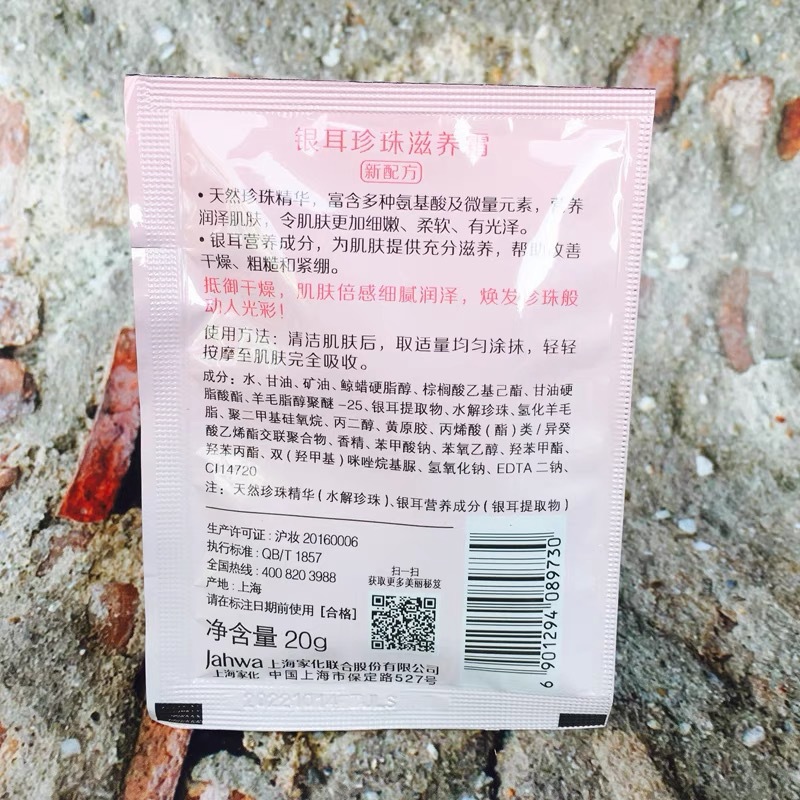 银耳珍珠滋养霜
新配方
• 天然珍珠精华，富含多种氨基酸及微量元素，营养
润泽肌肤，令肌肤更加细嫩、柔软、有光泽。
• 银耳营养成分，为肌肤提供充分滋养，帮助改善
干燥、粗糙和紧绷。
抵御干燥，肌肤倍感细腻润泽，焕发珍珠般
动人光彩!
使用方法：清洁肌肤后，取适量均匀涂抹，轻轻
按摩至肌肤完全吸收。
成分：水、甘油、矿油、鲸蜡硬脂醇、棕榈酸乙基己酯、甘油硬
脂酸酯、羊毛脂醇聚醚-25、银耳提取物、水解珍珠、氢化羊毛
脂、聚二甲基硅氧烷、丙二醇、黄原胶、丙烯酸（酯）类/异癸
酸乙烯酯交联聚合物、香精、苯甲酸钠、苯氧乙醇、羟苯甲酯、
羟苯丙酯、双（羟甲基）咪唑烷基脲、氢氧化钠、EDTA 二钠、
CI14720
注：天然珍珠精华(水解珍珠)、银耳营养成分(银耳提取物)
生产许可证：沪妆 20160006
执行标准：QB/T 1857
全国热线：400 820 3988
产地：上海
请在标注日期前使用［合格］
扫一扫
获取更多美丽秘笈
净含量 20g
Jahwa 上海家化联合股份有限公司
上海家化 中国上海市保定路527号
6 901294 089730